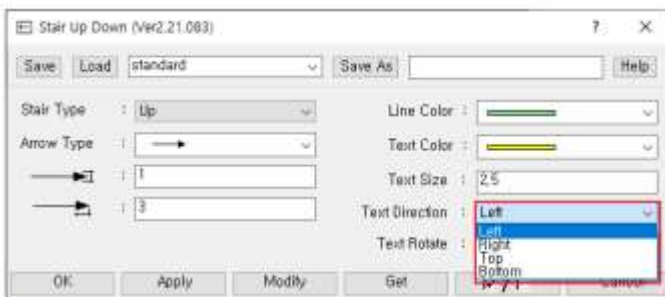 Stair Up Down (Ver2.21.083) ? ×
Save Load standard Save As Help
Stair Type : Up
Line Color :
Arrow Type :
Text Color :
: 1
Text Size : 2.5
: 3
Text Direction : Left
Text Rotate :
Left
Right
Top
Bottom
OK Apply Modify Get